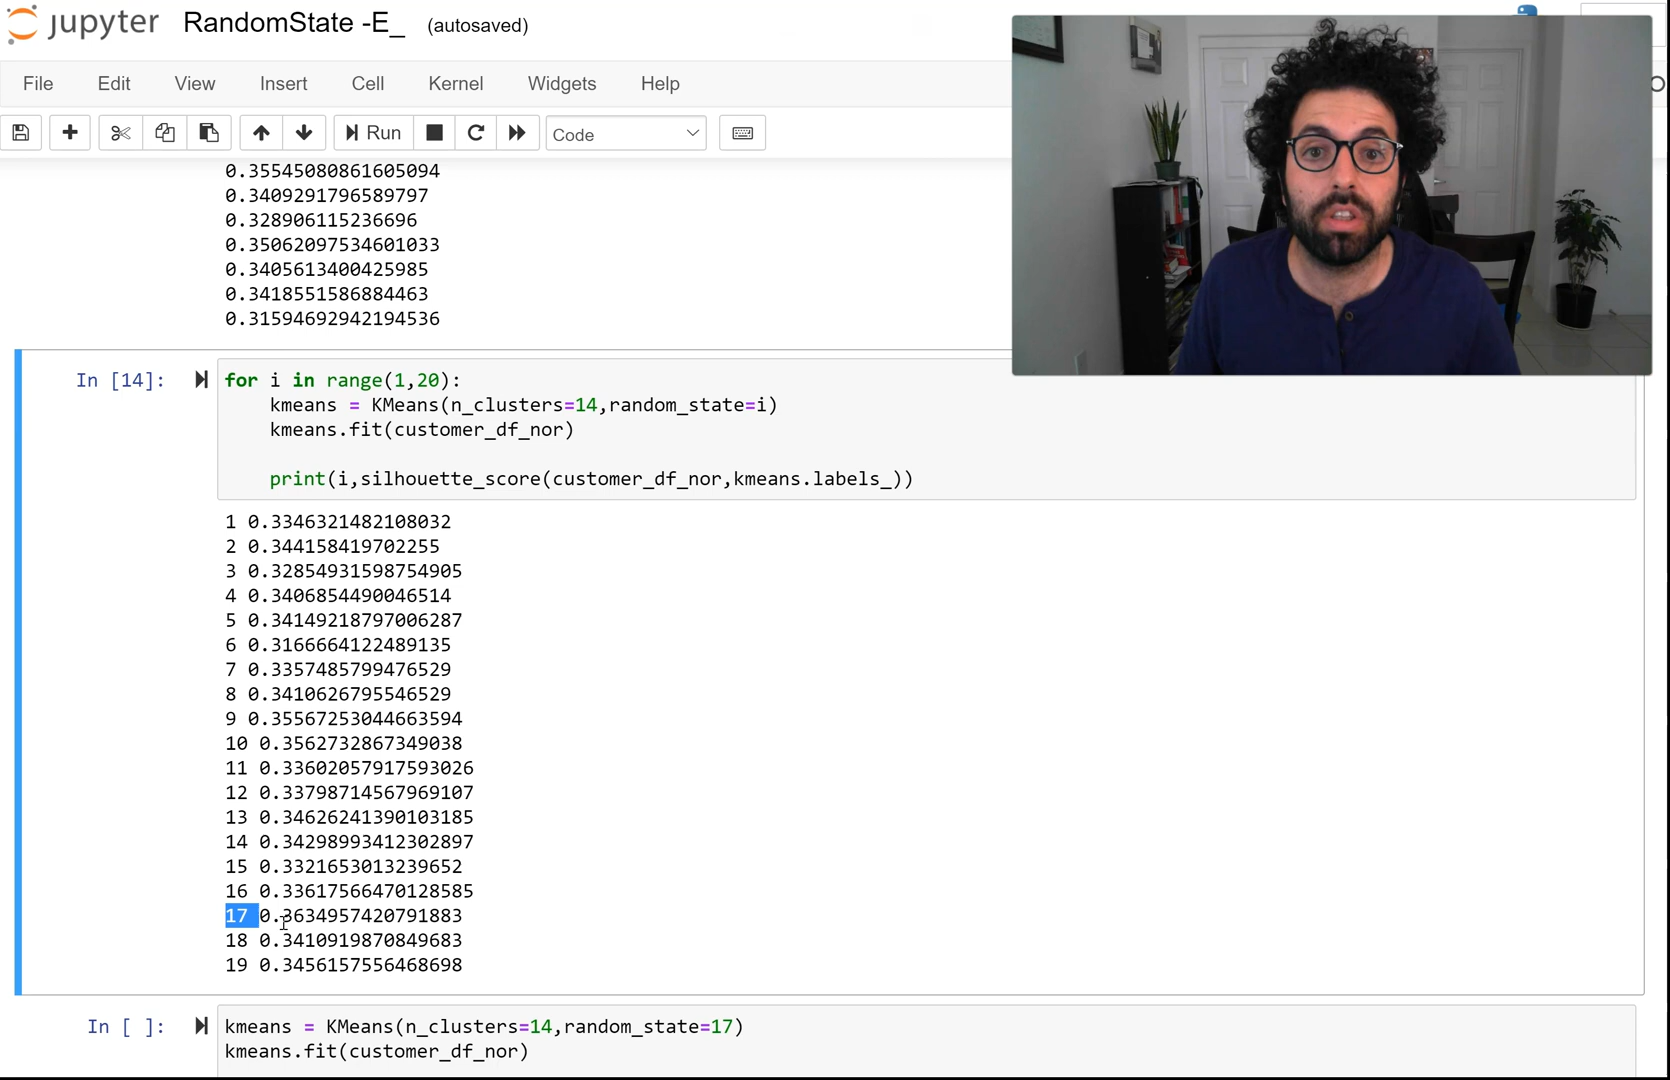 jupyter RandomState -E_ (autosaved)
File Edit View Insert Cell Kernel Widgets Help
Run Code
0.35545080861605094
0.3409291796589797
0.328906115236696
0.35062097534601033
0.3405613400425985
0.3418551586884463
0.31594692942194536
In [14]: for i in range(1,20):
kmeans = KMeans(n_clusters=14,random_state=i)
kmeans.fit(customer_df_nor)
print(i,silhouette_score(customer_df_nor,kmeans.labels_))
1 0.3346321482108032
2 0.344158419702255
3 0.32854931598754905
4 0.3406854490046514
5 0.34149218797006287
6 0.3166664122489135
7 0.3357485799476529
8 0.3410626795546529
9 0.35567253044663594
10 0.3562732867349038
11 0.336020579175930​26
12 0.33798714567969107
13 0.34626241390103185
14 0.34298993412302897
15 0.3321653013239652
16 0.33617566470128585
17 0.3634957420791883
18 0.3410919870849683
19 0.3456157556468698
In [ ]: kmeans = KMeans(n_clusters=14,random_state=17)
kmeans.fit(customer_df_nor)